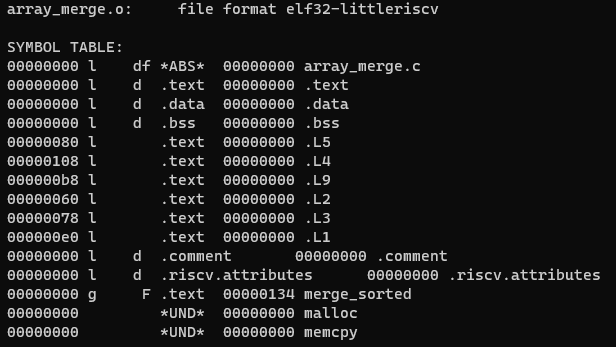 array_merge.o:     file format elf32-littleriscv

SYMBOL TABLE:
00000000 l    df *ABS*  00000000 array_merge.c
00000000 l    d  .text  00000000 .text
00000000 l    d  .data  00000000 .data
00000000 l    d  .bss  00000000 .bss
00000080 l       .text  00000000 .L5
00000108 l       .text  00000000 .L4
000000b8 l       .text  00000000 .L9
00000060 l       .text  00000000 .L2
00000078 l       .text  00000000 .L3
000000e0 l       .text  00000000 .L1
00000000 l    d  .comment       00000000 .comment
00000000 l    d  .riscv.attributes      00000000 .riscv.attributes
00000000 g     F .text  00000134 merge_sorted
00000000         *UND*  00000000 malloc
00000000         *UND*  00000000 memcpy